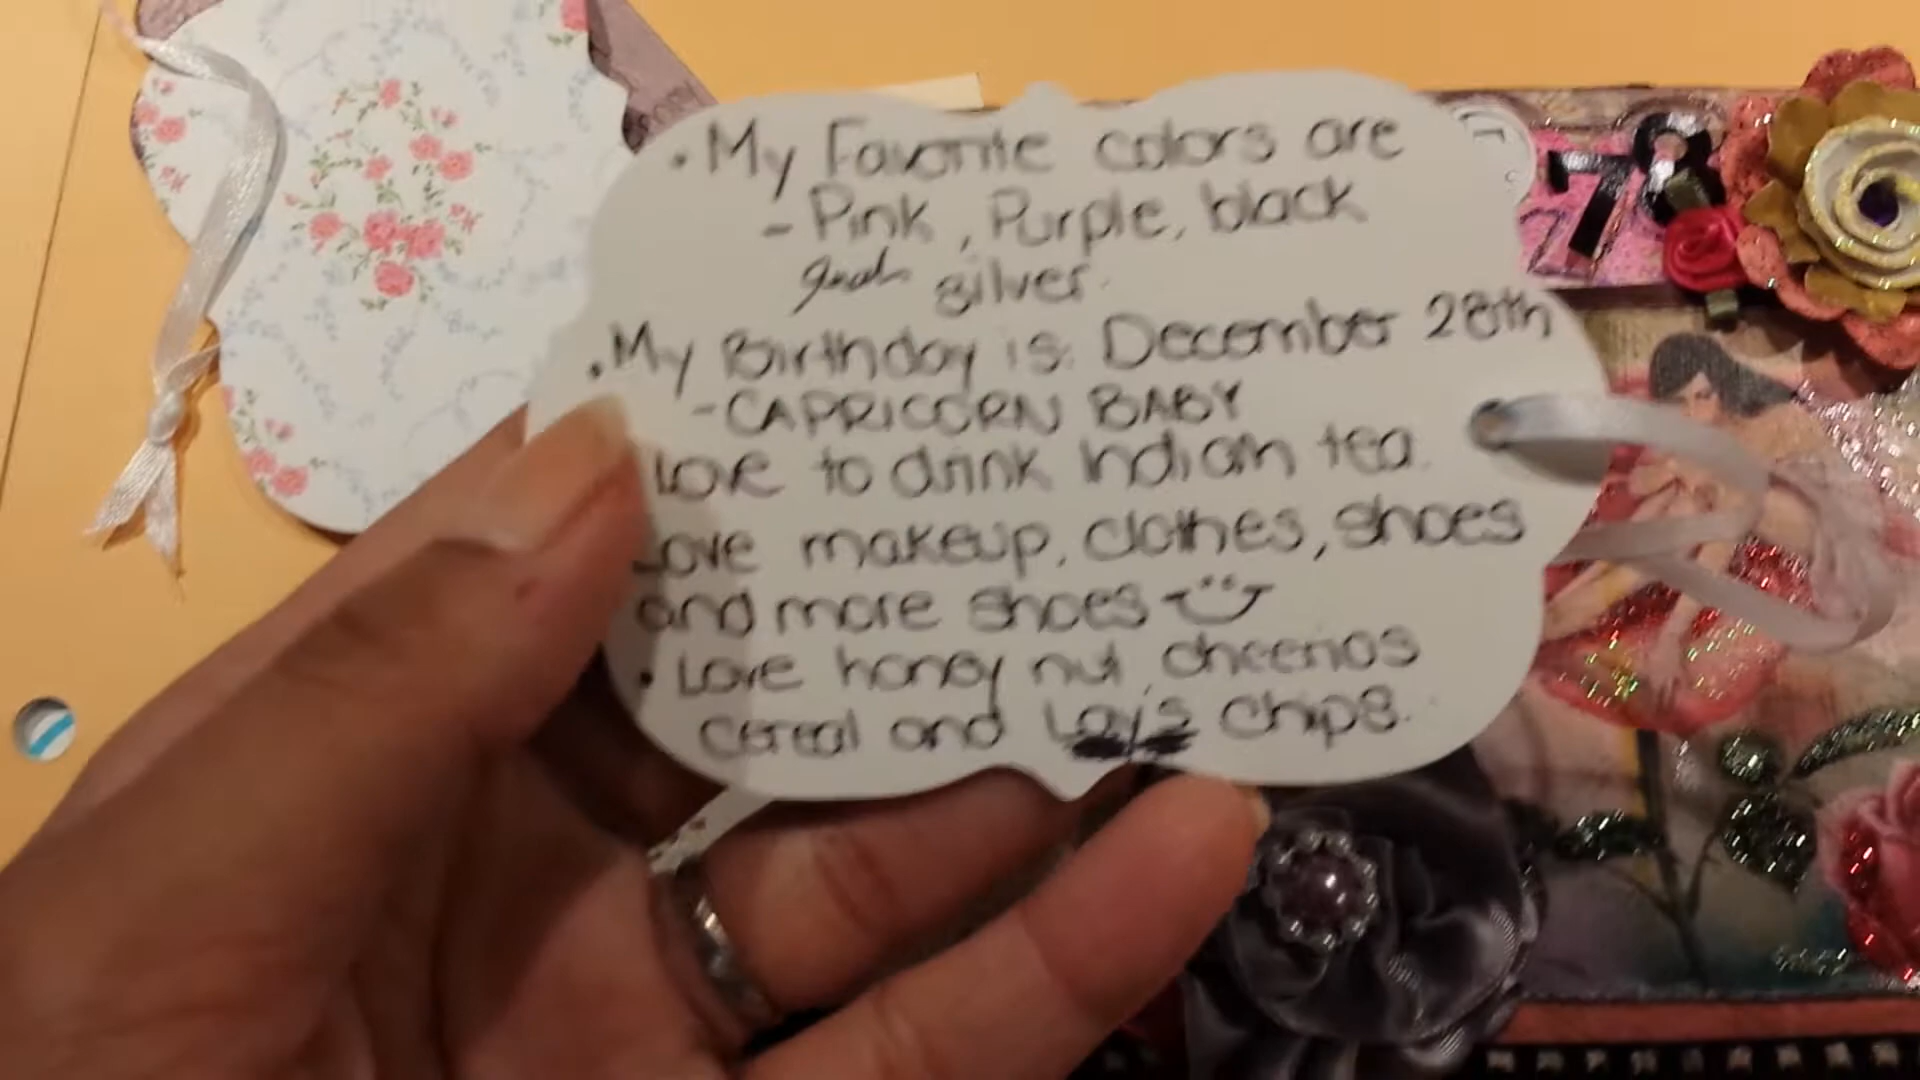 • My Favorite colors are
- Pink, Purple, black
silver.
• My Birthday is: December 28th
- CAPRICORN BABY
Love to drink Indian tea.
Love makeup, clothes, shoes
and more shoes
• Love honey nut cheerios
cereal and Lay's chips.
78